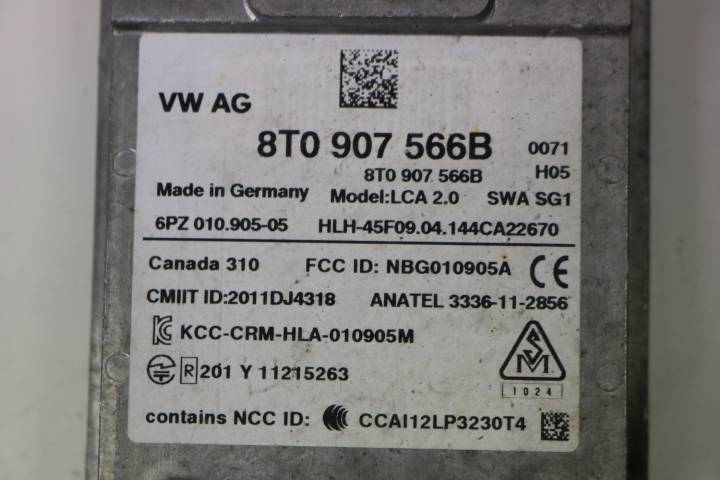 VW AG
8T0 907 566B 0071
8T0 907 566B H05
Made in Germany Model:LCA 2.0 SWA SG1
6PZ 010.905-05 HLH-45F09.04.144CA22670
Canada 310 FCC ID: NBG010905A CE
CMIIT ID:2011DJ4318 ANATEL 3336-11-2856
KCC-CRM-HLA-010905M
R 201 Y 11215263
1024
contains NCC ID: CCAI12LP3230T4